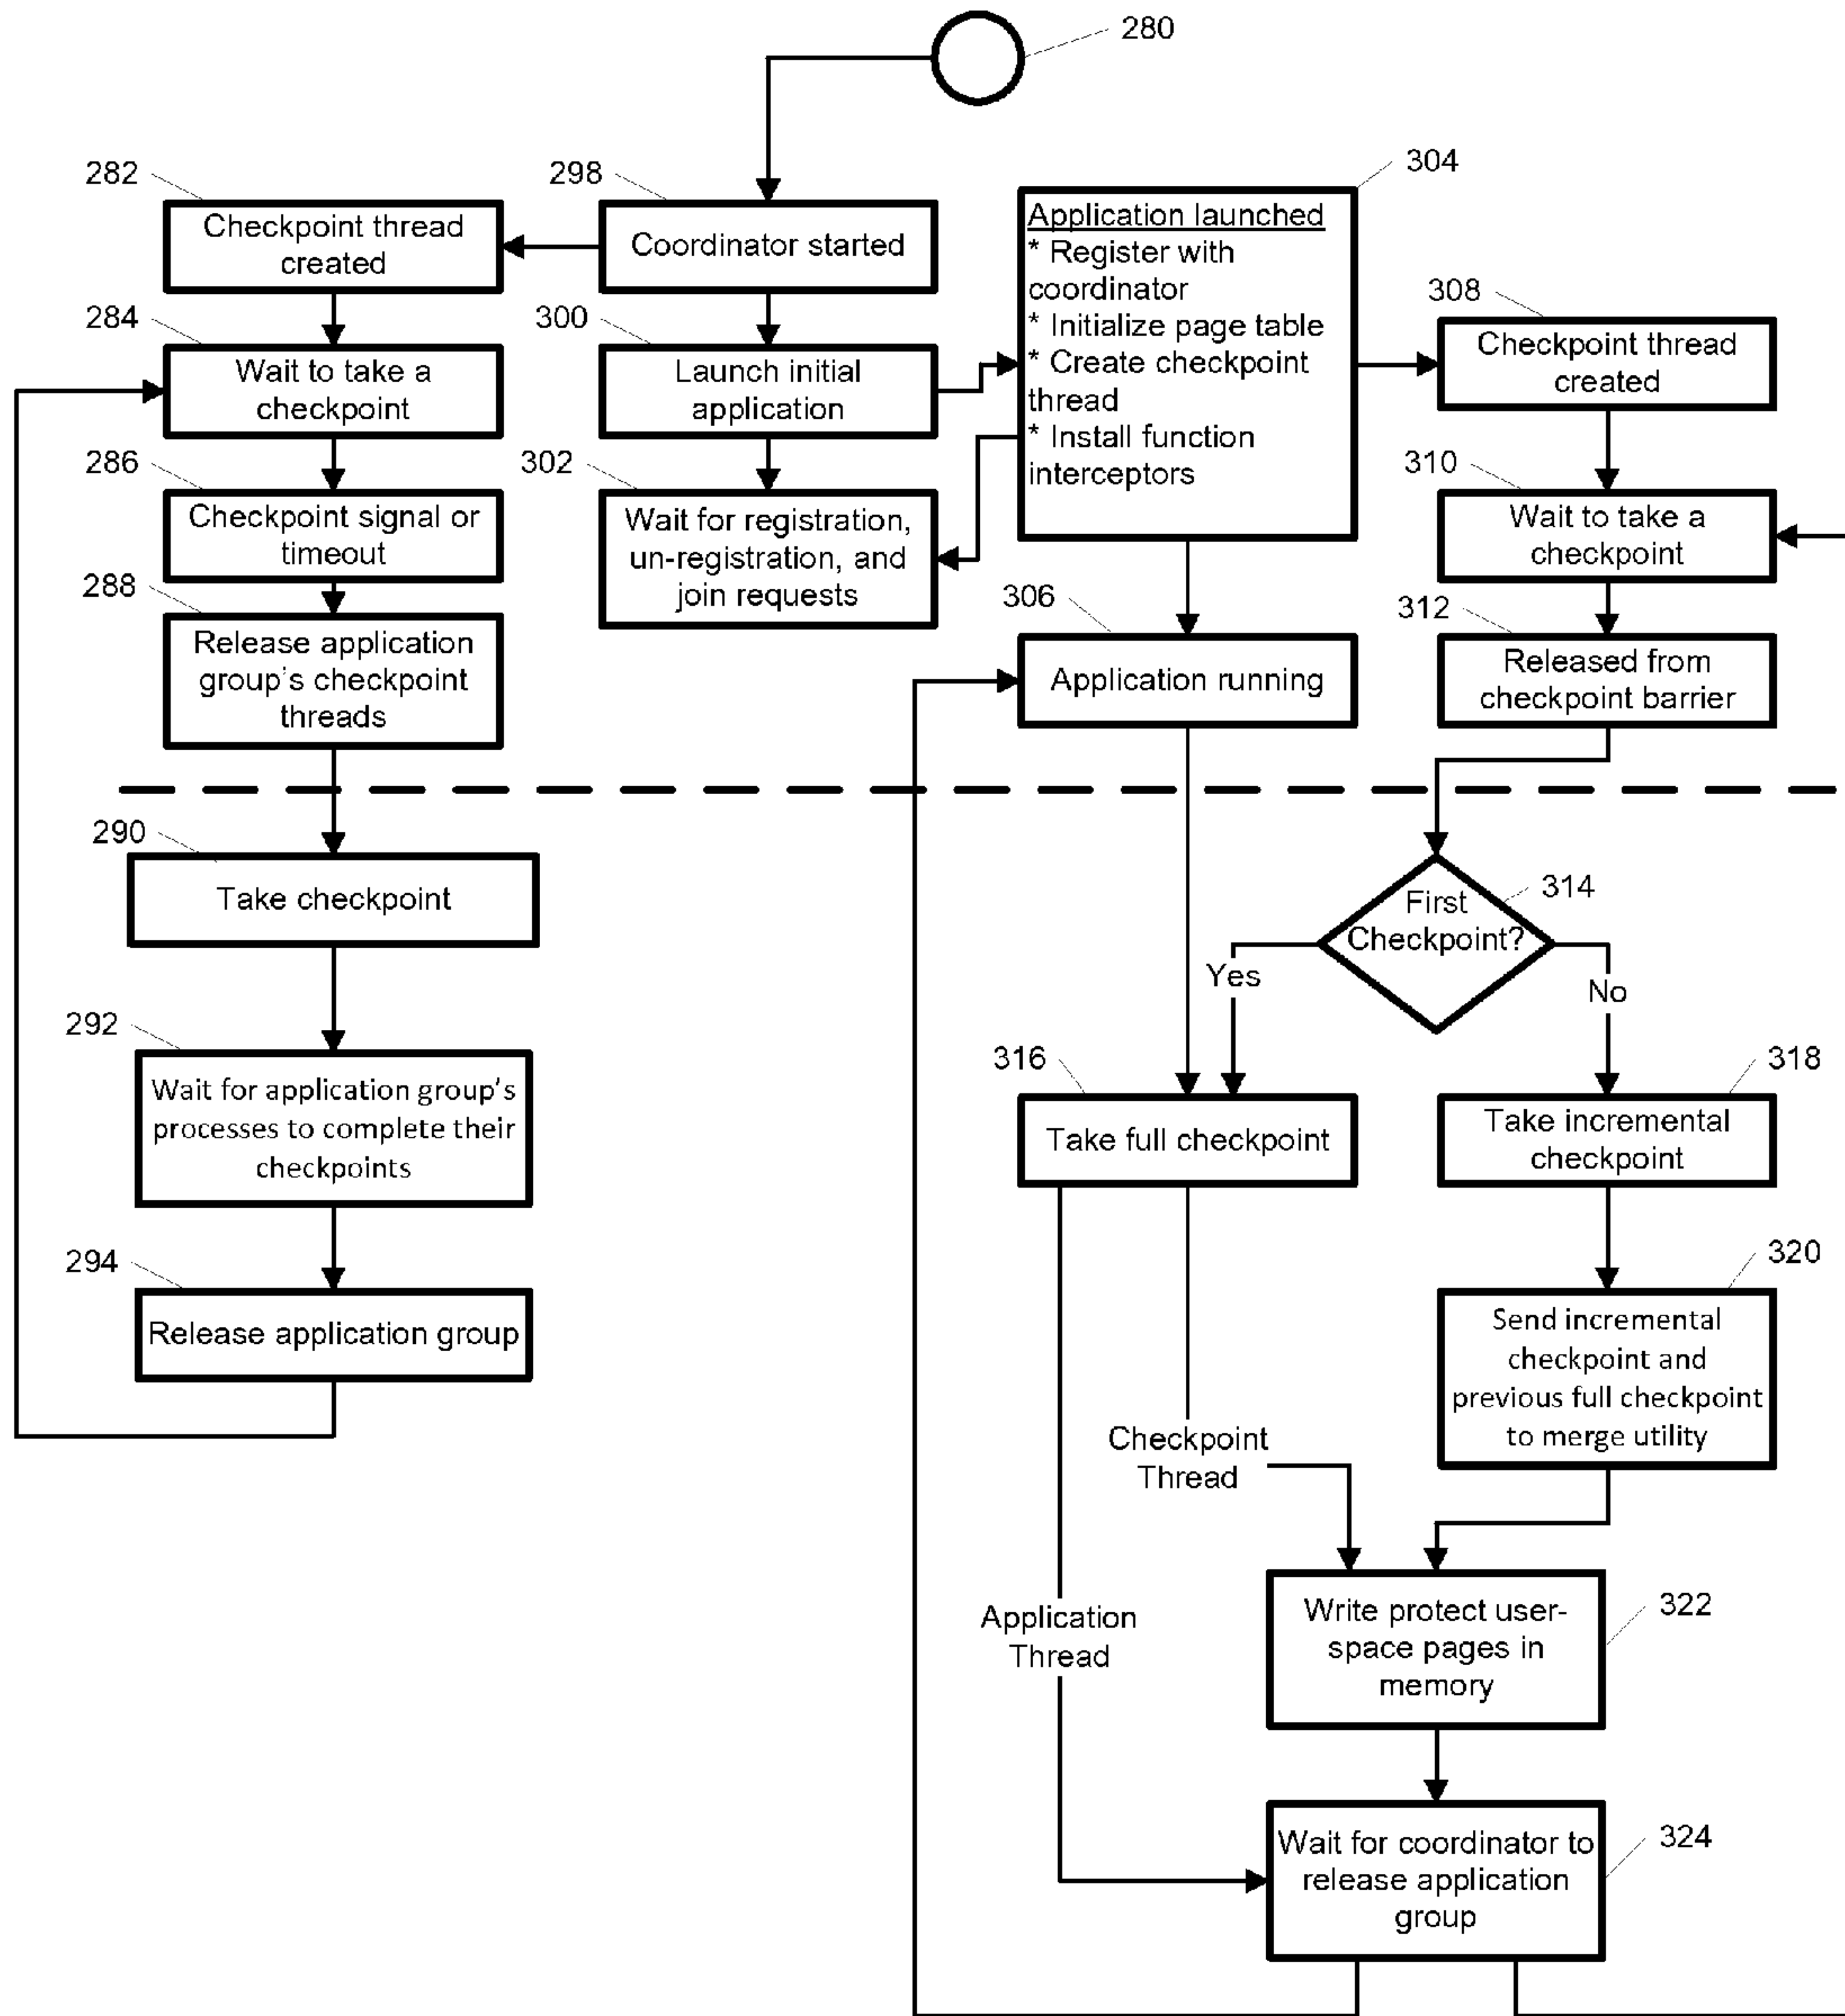 280
282
Checkpoint thread
created
298
Coordinator started
304
Application launched
* Register with
coordinator
* Initialize page table
* Create checkpoint
thread
* Install function
interceptors
308
Checkpoint thread
created
284
Wait to take a
checkpoint
300
Launch initial
application
286
Checkpoint signal or
timeout
302
Wait for registration,
un-registration, and
join requests
310
Wait to take a
checkpoint
288
Release application
group's checkpoint
threads
306
Application running
312
Released from
checkpoint barrier
290
Take checkpoint
314
First
Checkpoint?
Yes
No
292
Wait for application group's
processes to complete their
checkpoints
316
Take full checkpoint
318
Take incremental
checkpoint
294
Release application group
320
Send incremental
checkpoint and
previous full checkpoint
to merge utility
Checkpoint
Thread
Application
Thread
322
Write protect user-
space pages in
memory
324
Wait for coordinator to
release application
group